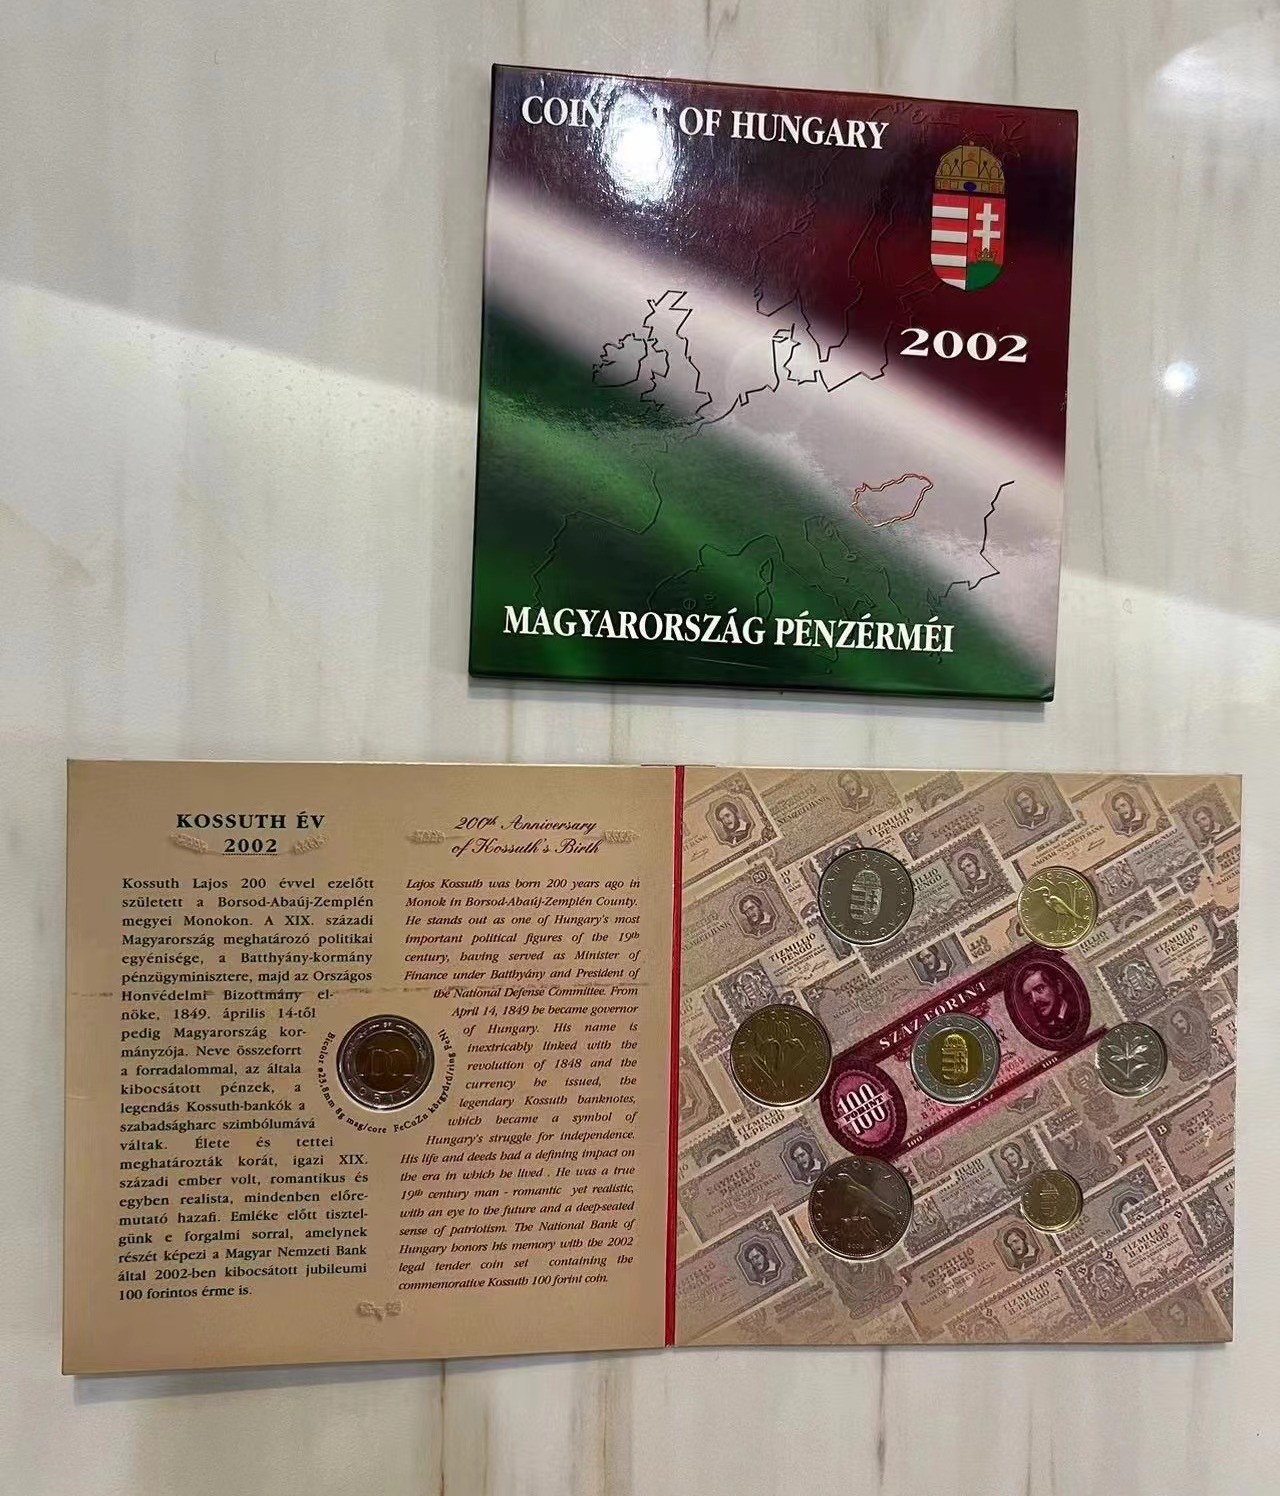 COIN OF HUNGARY
2002
MAGYARORSZÁG PÉNZÉRMÉI
KOSSUTH ÉV
2002
Kossuth Lajos 200 évvel ezelőtt
született a Borsod-Abaúj-Zemplén
megyei Monokon. A XIX. századi
Magyarország meghatározó politikai
egyénisége, a Batthyány-kormány
pénzügyminisztere, majd az Országos
Honvédelmi Bizottmány el-
nöke, 1849. április 14-től
pedig Magyarország kor-
mányzója. Neve összeforrt
a forradalommal, az általa
kibocsátott pénzek, a
legendás Kossuth-bankók a
szabadságharc szimbólumává
váltak. Élete és tettei
meghatározták korát, igazi XIX.
századi ember volt, romantikus és
egyben realista, mindenben előre-
mutató hazafi. Emléke előtt tisztel-
günk e forgalmi sorral, amelynek
részét képezi a Magyar Nemzeti Bank
által 2002-ben kibocsátott jubileumi
100 forintos érme is.
200th Anniversary
of Kossuth's Birth
Lajos Kossuth was born 200 years ago in
Monok in Borsod-Abaúj-Zemplén County.
He stands out as one of Hungary's most
important political figures of the 19th
century, having served as Minister of
Finance under Batthyány and President of
the National Defense Committee. From
April 14, 1849 he became governor
of Hungary. His name is
inextricably linked with the
revolution of 1848 and the
currency he issued, the
legendary Kossuth banknotes,
which became a symbol of
Hungary's struggle for independence.
His life and deeds had a defining impact on
the era in which he lived. He was a true
19th century man - romantic yet realistic,
with an eye to the future and a deep-seated
sense of patriotism. The National Bank of
Hungary honors his memory with the 2002
legal tender coin set containing the
commemorative Kossuth 100 forint coin.
Bicolor ø23,8mm 8g mag/core FeCuZn körgyűrű/ring FeNi
SZÁZ FORINT
100
FORINT
100